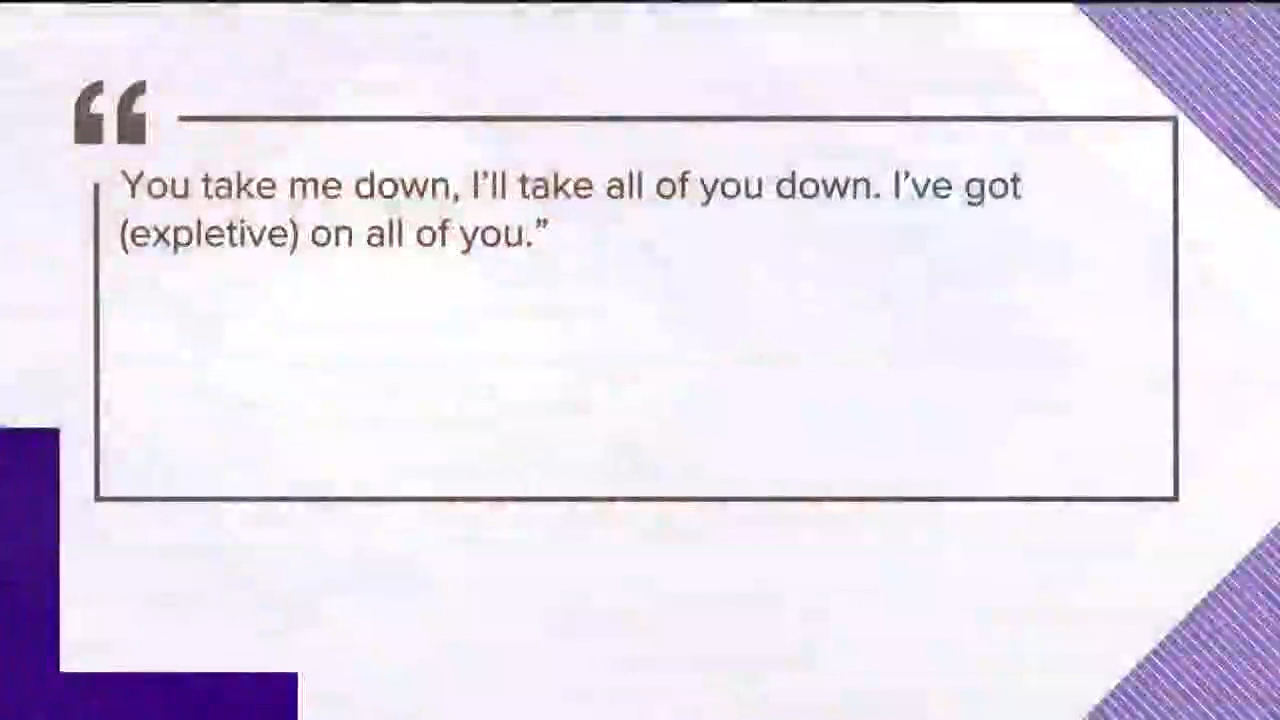 “
You take me down, I’ll take all of you down. I’ve got
(expletive) on all of you.”